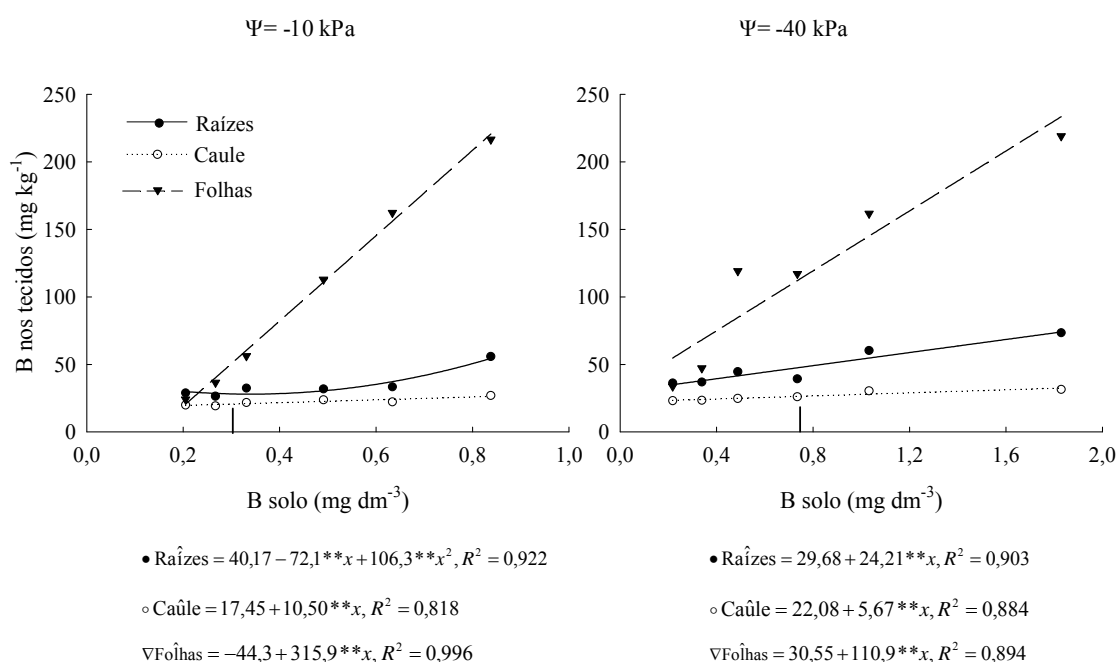 Ψ= -10 kPa
Ψ= -40 kPa
B nos tecidos (mg kg⁻¹)
250
200
150
100
50
0
Raízes
Caule
Folhas
0,0 0,2 0,4 0,6 0,8 1,0
B solo (mg dm⁻³)
250
200
150
100
50
0
0,0 0,4 0,8 1,2 1,6 2,0
B solo (mg dm⁻³)
Raîzes = 40,17 − 72,1**x + 106,3**x², R² = 0,922
Caûle = 17,45 + 10,50**x, R² = 0,818
∇Fol̂has = −44,3 + 315,9**x, R² = 0,996
Raîzes = 29,68 + 24,21**x, R² = 0,903
Caûle = 22,08 + 5,67**x, R² = 0,884
∇Fol̂has = 30,55 + 110,9**x, R² = 0,894